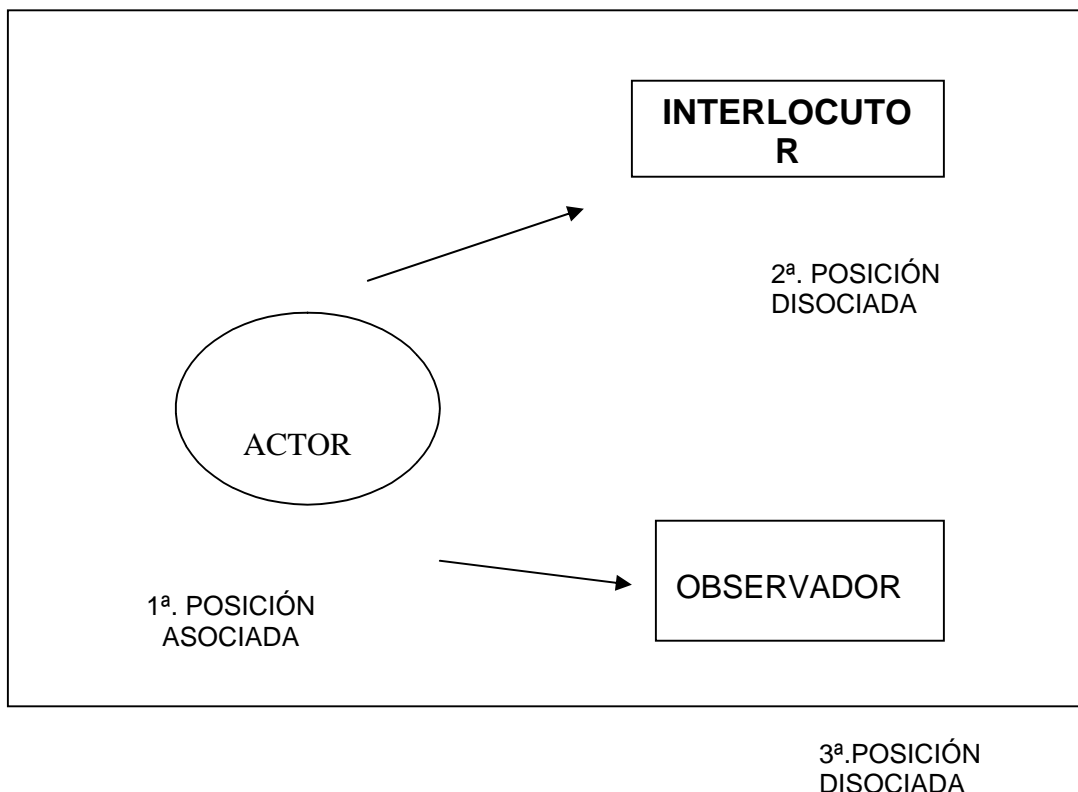 INTERLOCUTO
R
2ª. POSICIÓN
DISOCIADA
ACTOR
OBSERVADOR
1ª. POSICIÓN
ASOCIADA
3ª.POSICIÓN
DISOCIADA